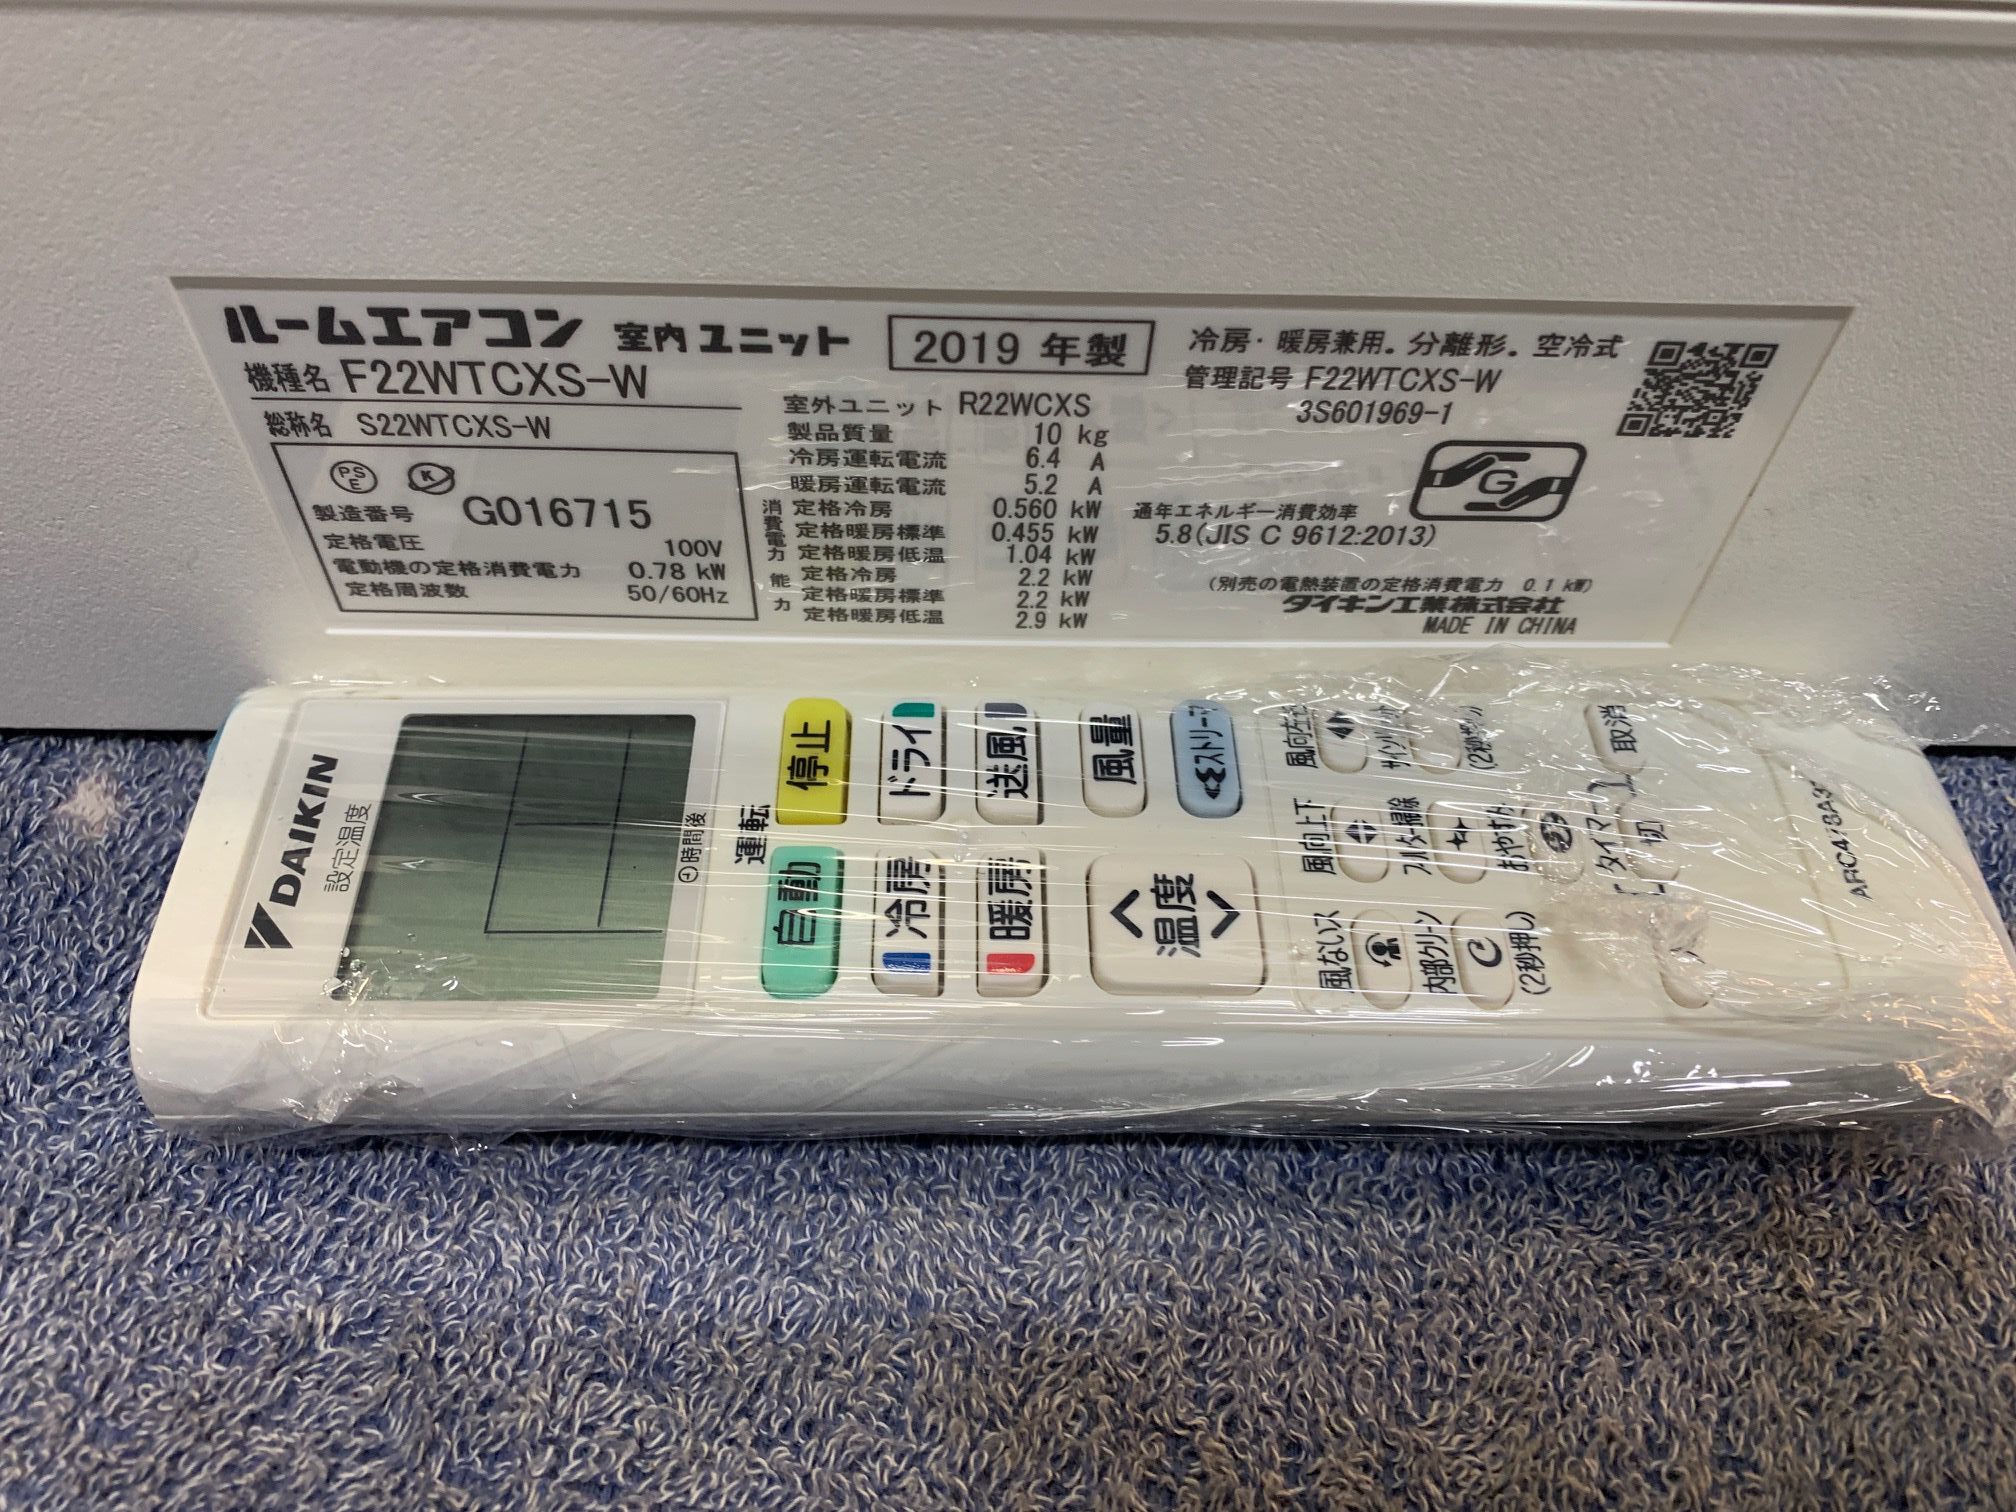 ルームエアコン 室内ユニット
2019 年製
機種名 F22WTCXS-W
総称名 S22WTCXS-W
PS
E
K
製造番号 G016715
定格電圧 100V
電動機の定格消費電力 0.78 kW
定格周波数 50/60Hz
室外ユニット R22WCXS
製品質量 10 kg
冷房運転電流 6.4 A
暖房運転電流 5.2 A
消費電力
定格冷房 0.560 kW
定格暖房標準 0.455 kW
定格暖房低温 1.04 kW
能力
定格冷房 2.2 kW
定格暖房標準 2.2 kW
定格暖房低温 2.9 kW
冷房・暖房兼用。分離形。空冷式
管理記号 F22WTCXS-W
3S601969-1
G
通年エネルギー消費効率
5.8(JIS C 9612:2013)
(別売の電熱装置の定格消費電力 0.1 kW)
ダイキン工業株式会社
MADE IN CHINA
DAIKIN
設定温度
時間後
運転
自動
停止
冷房
ドライ
暖房
送風
温度
風量
ストリーマ
風ないス
風向上下
風向左右
内部クリーン
(2秒押し)
フィルタ掃除
おやすみ
タイマー
切
取消